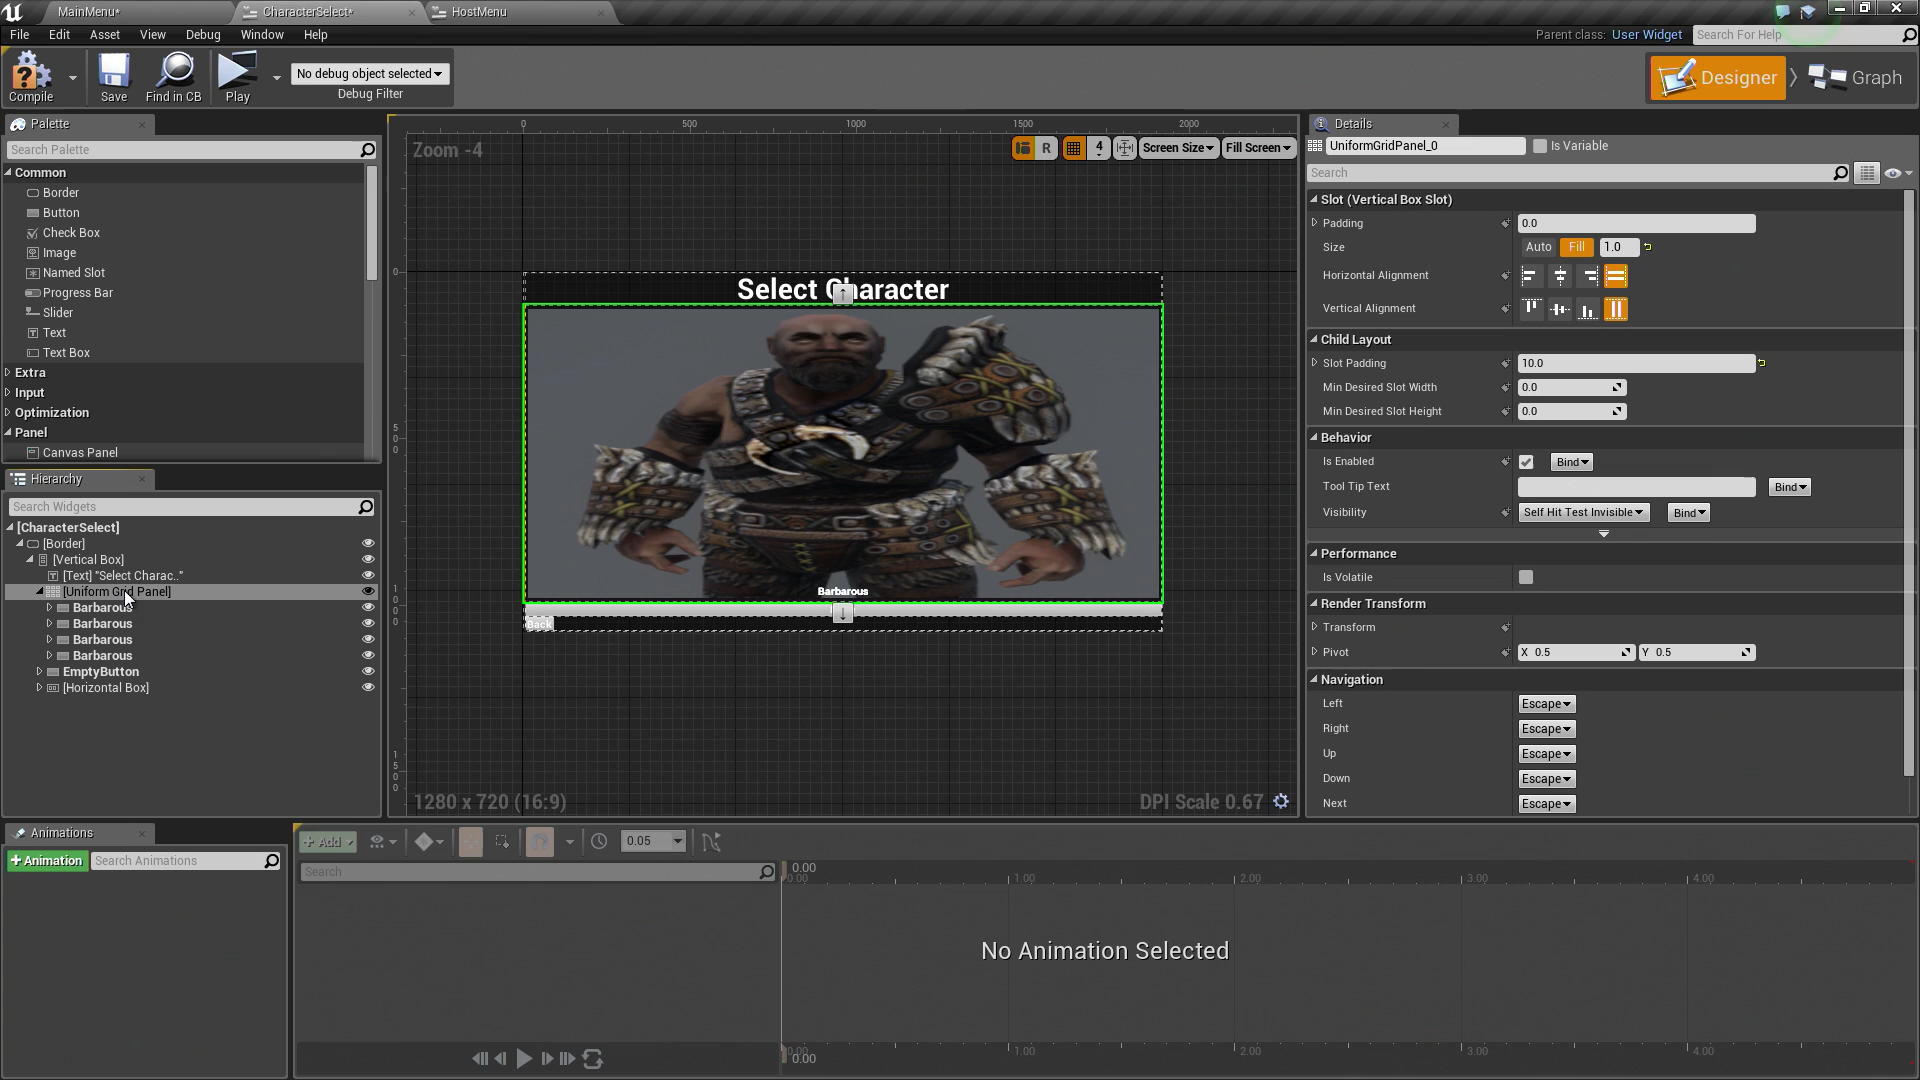 MainMenu*
CharacterSelect*
HostMenu
File Edit Asset View Debug Window Help
Parent class: User Widget
Search For Help
Compile
Save
Find in CB
Play
No debug object selected
Debug Filter
Designer
Graph
Palette
Search Palette
Common
Border
Button
Check Box
Image
Named Slot
Progress Bar
Slider
Text
Text Box
Extra
Input
Optimization
Panel
Canvas Panel
Hierarchy
Search Widgets
[CharacterSelect]
[Border]
[Vertical Box]
[Text] "Select Charac.."
[Uniform Grid Panel]
Barbarous
Barbarous
Barbarous
Barbarous
EmptyButton
[Horizontal Box]
0 500 1000 1500 2000
Zoom -4
R
4
Screen Size
Fill Screen
0
500
1000
1500
Select Character
Barbarous
Back
1280 x 720 (16:9)
DPI Scale 0.67
Details
UniformGridPanel_0
Is Variable
Search
Slot (Vertical Box Slot)
Padding 0.0
Size Auto Fill 1.0
Horizontal Alignment
Vertical Alignment
Child Layout
Slot Padding 10.0
Min Desired Slot Width 0.0
Min Desired Slot Height 0.0
Behavior
Is Enabled Bind
Tool Tip Text Bind
Visibility Self Hit Test Invisible Bind
Performance
Is Volatile
Render Transform
Transform
Pivot X 0.5 Y 0.5
Navigation
Left Escape
Right Escape
Up Escape
Down Escape
Next Escape
Animations
+ Animation
Search Animations
+ Add
0.05
Search
0.00
0.00 1.00 2.00 3.00 4.00
No Animation Selected
0.00 1.00 2.00 3.00 4.00
0.00